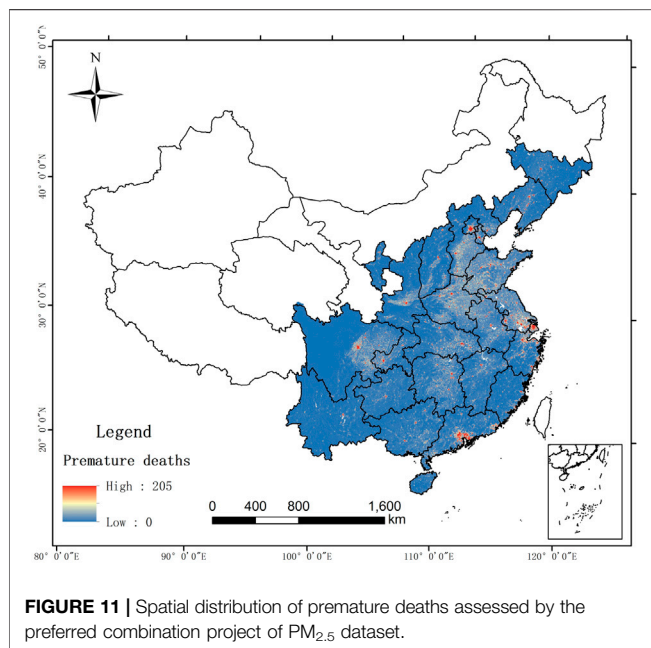 N
50° 0′0″N
40° 0′0″N
30° 0′0″N
20° 0′0″N
Legend
Premature deaths
High : 205
Low : 0
0 400 800 1,600
km
80° 0′0″E 90° 0′0″E 100° 0′0″E 110° 0′0″E 120° 0′0″E
FIGURE 11 | Spatial distribution of premature deaths assessed by the
preferred combination project of PM2.5 dataset.